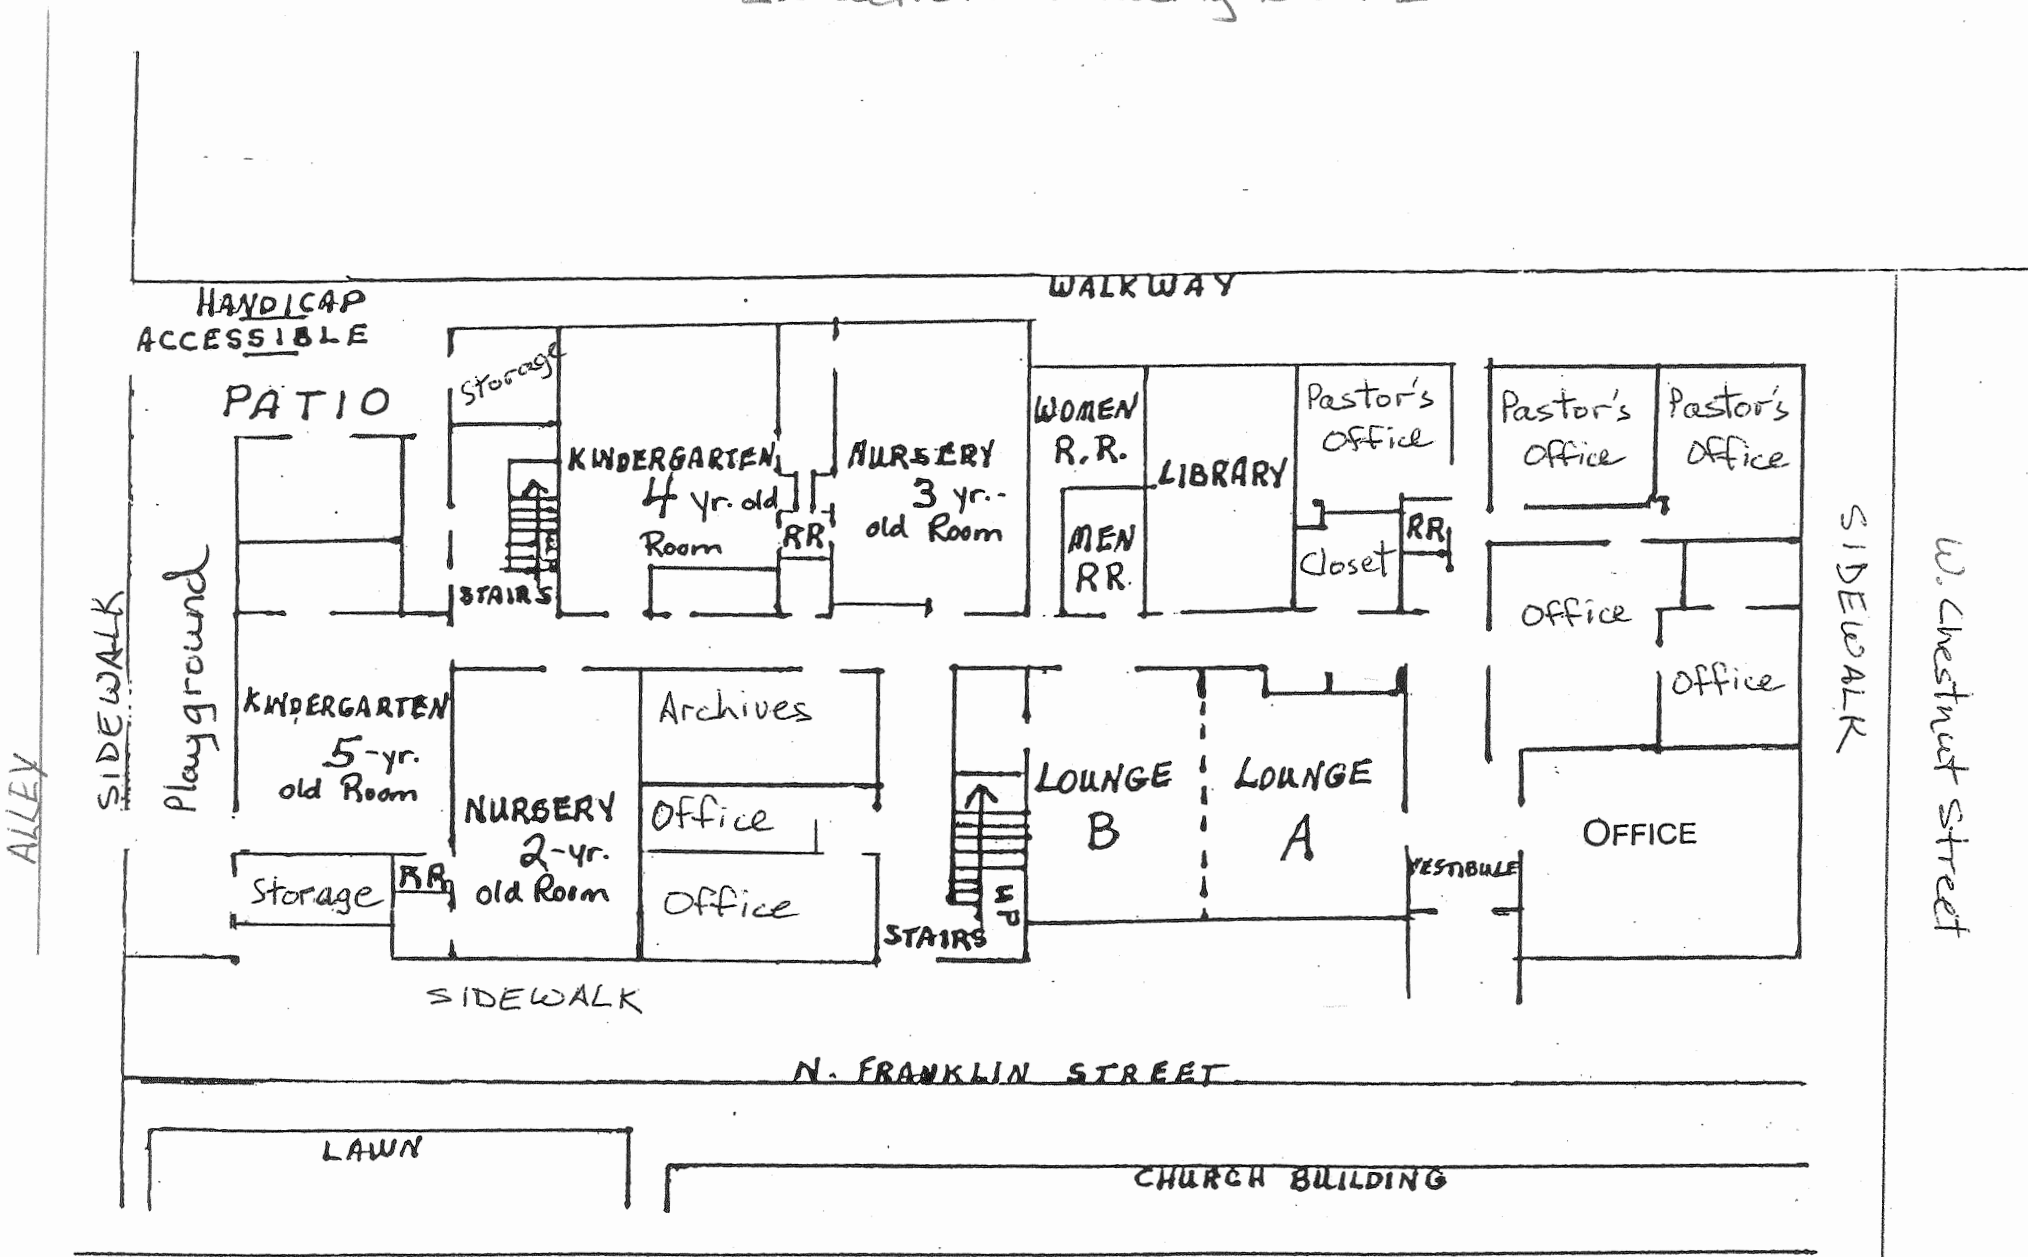 WALKWAY
HANDICAP
ACCESSIBLE
PATIO
Storage
KINDERGARTEN
4 yr. old
Room
RR
NURSERY
3 yr.-
old Room
WOMEN
R.R.
MEN
RR.
LIBRARY
Pastor's
Office
Closet
RR
Pastor's
Office
Pastor's
Office
STAIRS
Office
Office
SIDEWALK
W. Chestnut Street
ALLEY
SIDEWALK
Playground
KINDERGARTEN
5-yr.
old Room
Storage
RR
NURSERY
2-yr.
old Room
Archives
Office
Office
STAIRS
UP
LOUNGE
B
LOUNGE
A
VESTIBULE
OFFICE
SIDEWALK
N. FRANKLIN STREET
LAWN
CHURCH BUILDING